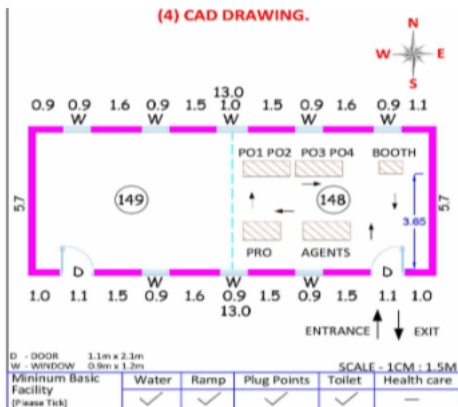 (4) CAD DRAWING.
N
W E
S
13.0
0.9 0.9 1.6 0.9 1.5 1.0 1.5 0.9 1.6 0.9 1.1
W W W W W
PO1 PO2 PO3 PO4 BOOTH
5.7 149 148 5.7
3.65
PRO AGENTS
D W W W D
1.0 1.1 1.5 0.9 1.6 0.9 1.5 0.9 1.5 1.1 1.0
13.0
ENTRANCE EXIT
D - DOOR 1.1m x 2.1m
W - WINDOW 0.9m x 1.2m SCALE - 1CM : 1.5M
Mininum Basic Facility (Please Tick) Water Ramp Plug Points Toilet Health care
✓ ✓ ✓ ✓ —